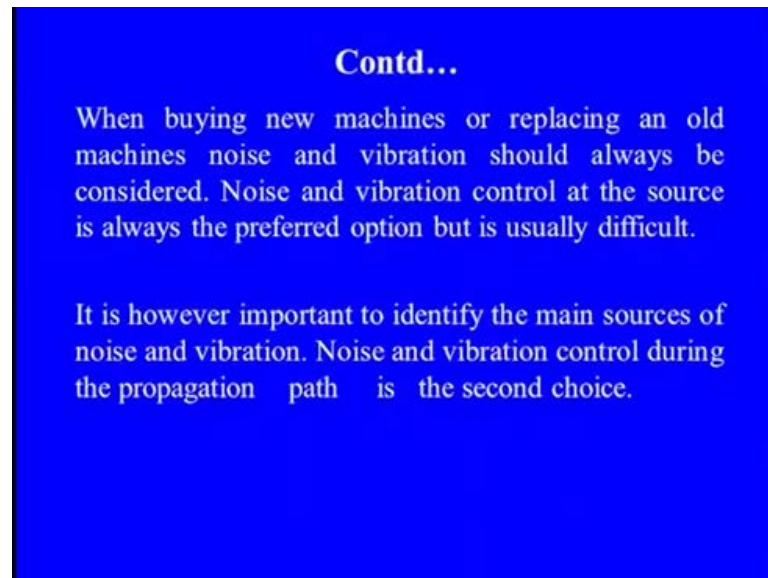 Contd...
When buying new machines or replacing an old
machines noise and vibration should always be
considered. Noise and vibration control at the source
is always the preferred option but is usually difficult.
It is however important to identify the main sources of
noise and vibration. Noise and vibration control during
the propagation path is the second choice.